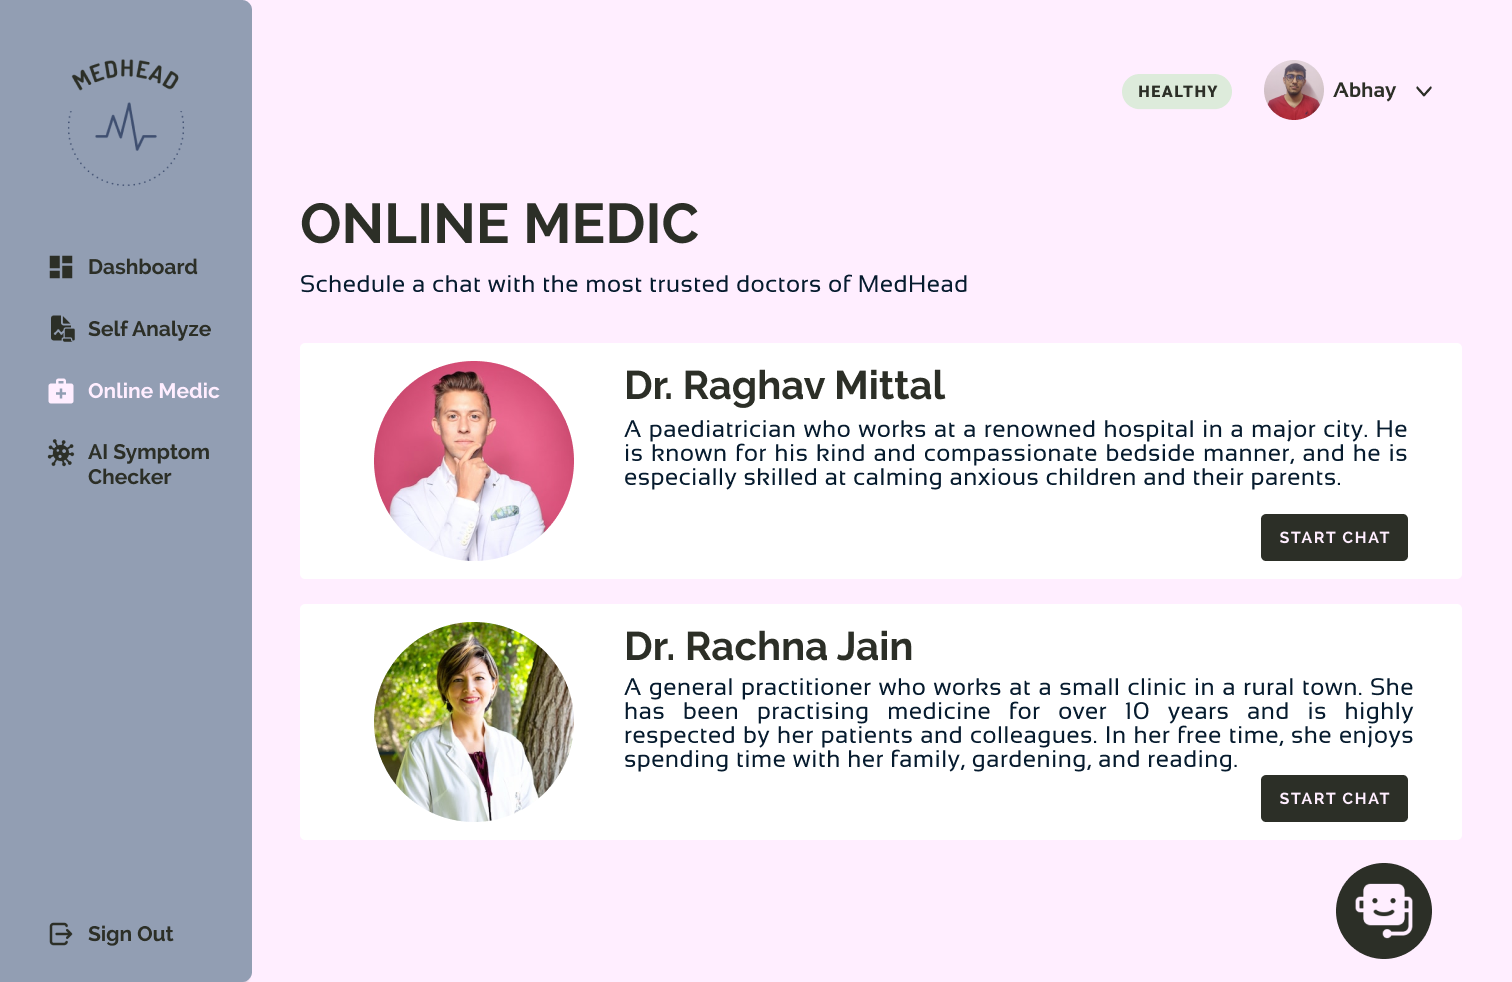 MEDHEAD
HEALTHY
Abhay
Dashboard
Self Analyze
Online Medic
AI Symptom
Checker
Sign Out
ONLINE MEDIC
Schedule a chat with the most trusted doctors of MedHead
Dr. Raghav Mittal
A paediatrician who works at a renowned hospital in a major city. He
is known for his kind and compassionate bedside manner, and he is
especially skilled at calming anxious children and their parents.
START CHAT
Dr. Rachna Jain
A general practitioner who works at a small clinic in a rural town. She
has been practising medicine for over 10 years and is highly
respected by her patients and colleagues. In her free time, she enjoys
spending time with her family, gardening, and reading.
START CHAT